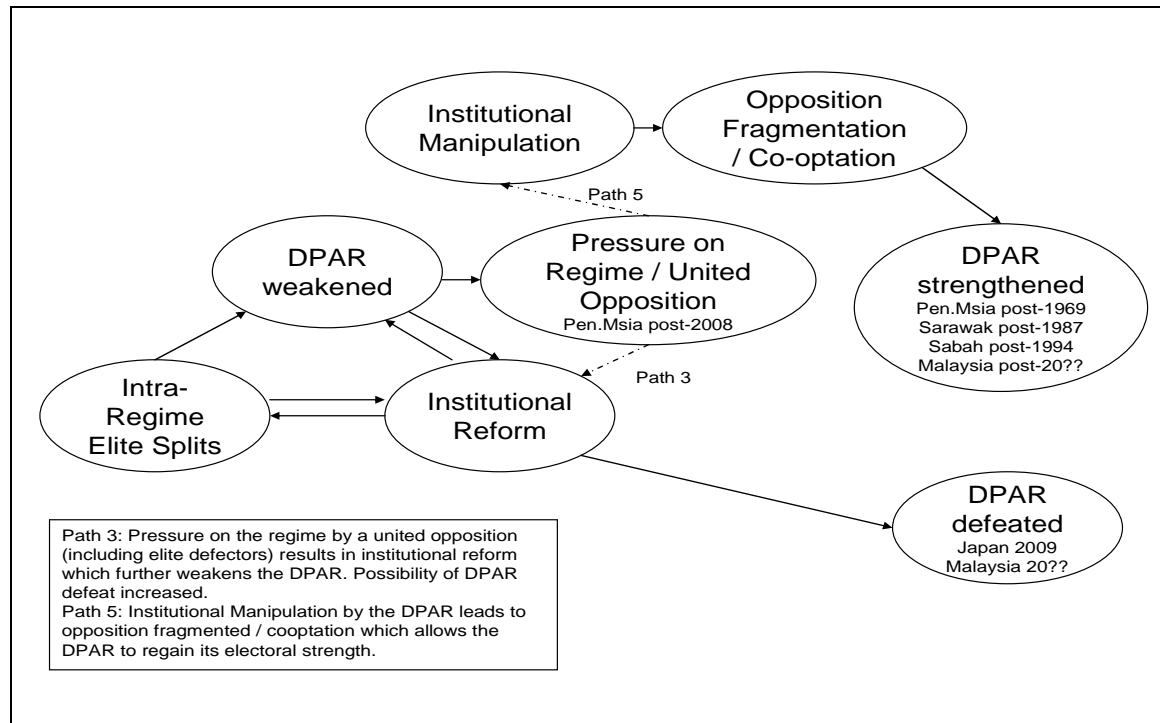 Institutional
Manipulation
Opposition
Fragmentation
/ Co-optation
Path 5
DPAR
weakened
Pressure on
Regime / United
Opposition
Pen.Msia post-2008
DPAR
strengthened
Pen.Msia post-1969
Sarawak post-1987
Sabah post-1994
Malaysia post-20??
Path 3
Intra-
Regime
Elite Splits
Institutional
Reform
DPAR
defeated
Japan 2009
Malaysia 20??
Path 3: Pressure on the regime by a united opposition
(including elite defectors) results in institutional reform
which further weakens the DPAR. Possibility of DPAR
defeat increased.
Path 5: Institutional Manipulation by the DPAR leads to
opposition fragmented / cooptation which allows the
DPAR to regain its electoral strength.